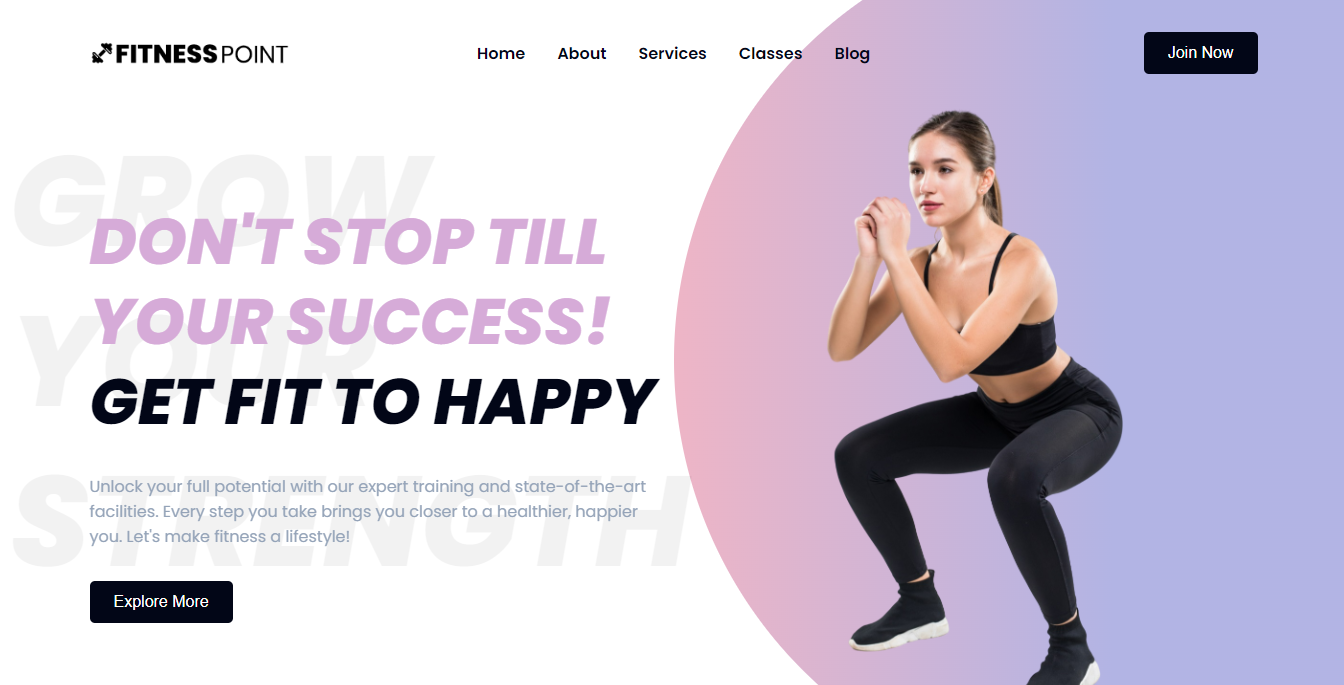 FITNESS POINT
Home About Services Classes Blog
Join Now
GROW
YOUR
STRENGTH
DON'T STOP TILL
YOUR SUCCESS!
GET FIT TO HAPPY
Unlock your full potential with our expert training and state-of-the-art
facilities. Every step you take brings you closer to a healthier, happier
you. Let's make fitness a lifestyle!
Explore More